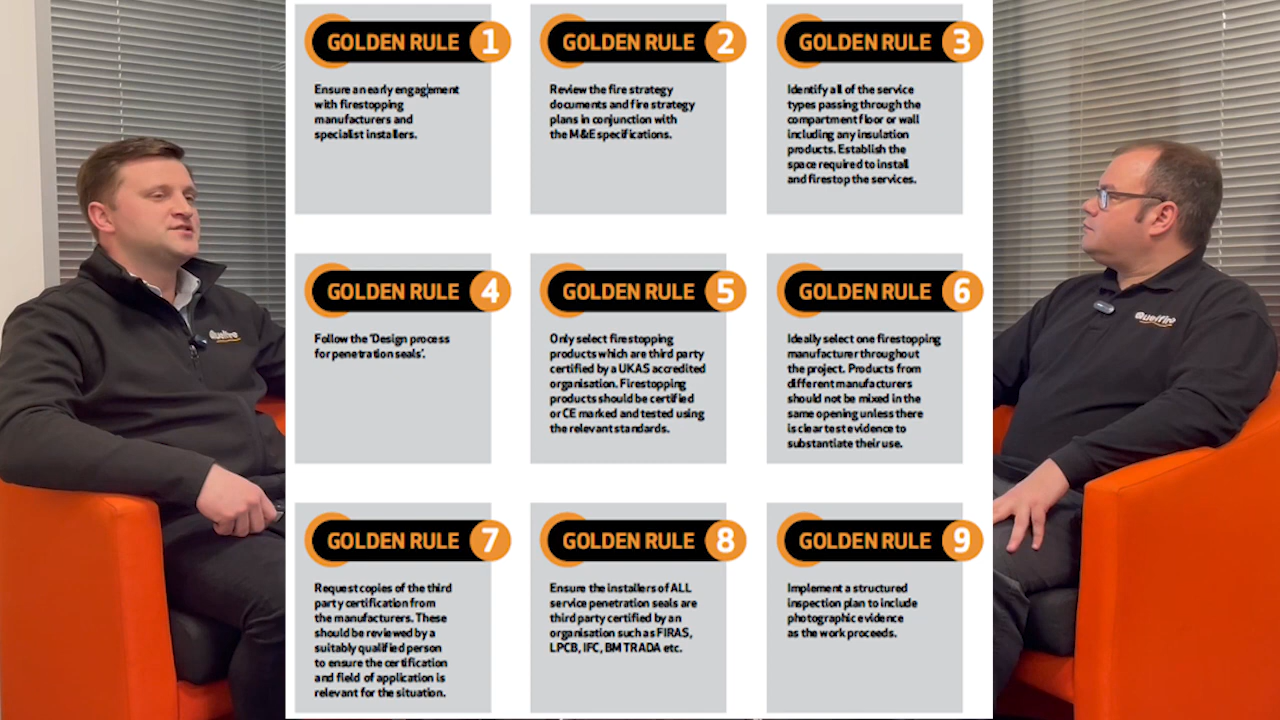 GOLDEN RULE 1
Ensure an early engagement
with firestopping
manufacturers and
specialist installers.
GOLDEN RULE 2
Review the fire strategy
documents and fire strategy
plans in conjunction with
the M&E specifications.
GOLDEN RULE 3
Identify all of the service
types passing through the
compartment floor or wall
including any insulation
products. Establish the
space required to install
and firestop the services.
GOLDEN RULE 4
Follow the 'Design process
for penetration seals'.
GOLDEN RULE 5
Only select firestopping
products which are third party
certified by a UKAS accredited
organisation. Firestopping
products should be certified
or CE marked and tested using
the relevant standards.
GOLDEN RULE 6
Ideally select one firestopping
manufacturer throughout
the project. Products from
different manufacturers
should not be mixed in the
same opening unless there
is clear test evidence to
substantiate their use.
GOLDEN RULE 7
Request copies of the third
party certification from
the manufacturers. These
should be reviewed by a
suitably qualified person
to ensure the certification
and field of application is
relevant for the situation.
GOLDEN RULE 8
Ensure the installers of ALL
service penetration seals are
third party certified by an
organisation such as FIRAS,
LPCB, IFC, BM TRADA etc.
GOLDEN RULE 9
Implement a structured
inspection plan to include
photographic evidence
as the work proceeds.
Quelfire
Quelfire